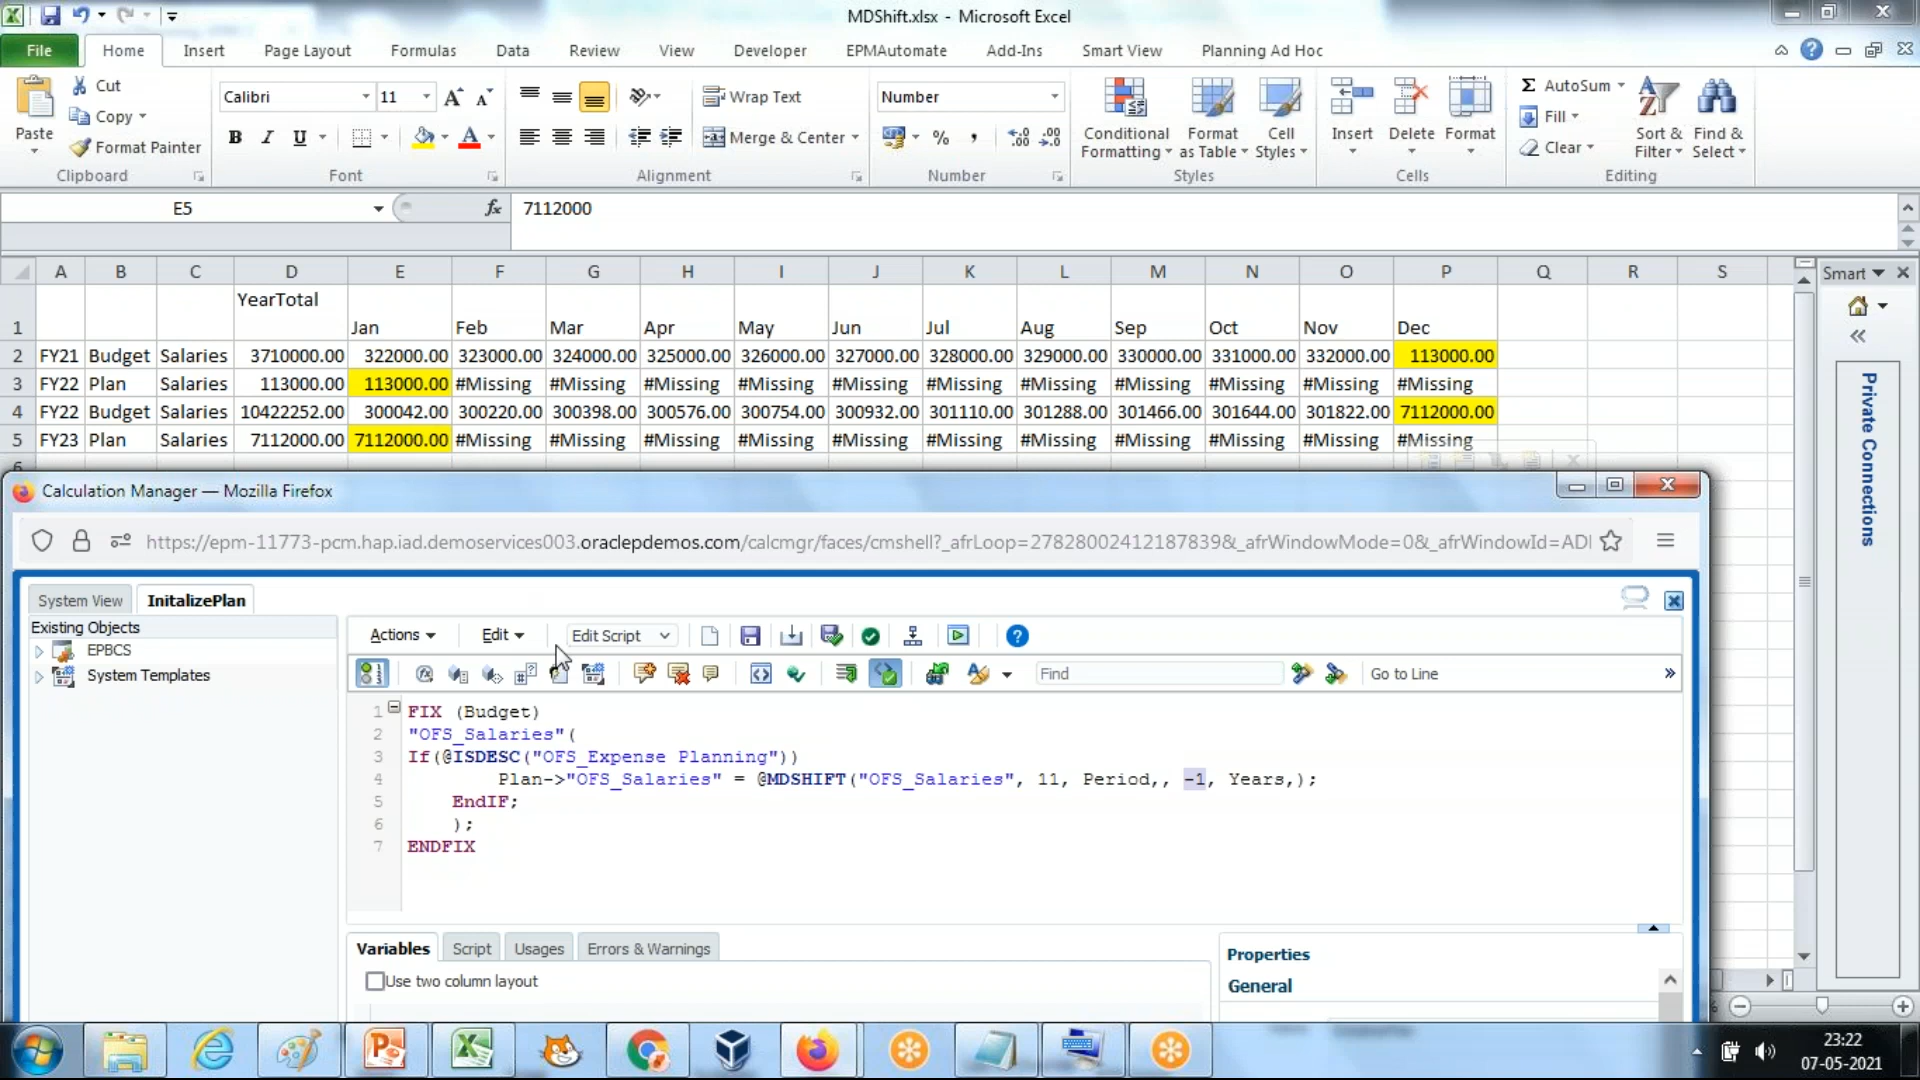 MDShift.xlsx - Microsoft Excel
File Home Insert Page Layout Formulas Data Review View Developer EPMAutomate Add-Ins Smart View Planning Ad Hoc
Paste Cut Copy Format Painter Clipboard
Calibri 11 B I U Font
Wrap Text Merge & Center Alignment
Number % , Number
Conditional Formatting Format as Table Cell Styles Styles
Insert Delete Format Cells
Σ AutoSum Fill Clear Sort & Filter Find & Select Editing
E5 fx 7112000
A B C D E F G H I J K L M N O P Q R S
1 YearTotal Jan Feb Mar Apr May Jun Jul Aug Sep Oct Nov Dec
2 FY21 Budget Salaries 3710000.00 322000.00 323000.00 324000.00 325000.00 326000.00 327000.00 328000.00 329000.00 330000.00 331000.00 332000.00 113000.00
3 FY22 Plan Salaries 113000.00 113000.00 #Missing #Missing #Missing #Missing #Missing #Missing #Missing #Missing #Missing #Missing #Missing
4 FY22 Budget Salaries 10422252.00 300042.00 300220.00 300398.00 300576.00 300754.00 300932.00 301110.00 301288.00 301466.00 301644.00 301822.00 7112000.00
5 FY23 Plan Salaries 7112000.00 7112000.00 #Missing #Missing #Missing #Missing #Missing #Missing #Missing #Missing #Missing #Missing #Missing
6
Smart
Private Connections
Calculation Manager — Mozilla Firefox
https://epm-11773-pcm.hap.iad.demoservices003.oraclepdemos.com/calcmgr/faces/cmshell?_afrLoop=27828002412187839&_afrWindowMode=0&_afrWindowId=ADI
System View InitalizePlan
Existing Objects
EPBCS
System Templates
Actions Edit Edit Script
Find Go to Line »
1 FIX (Budget)
2 "OFS_Salaries"(
3 If(@ISDESC("OFS_Expense Planning"))
4 Plan->"OFS_Salaries" = @MDSHIFT("OFS_Salaries", 11, Period,, -1, Years,);
5 EndIF;
6 );
7 ENDFIX
Variables Script Usages Errors & Warnings
Use two column layout
Properties
General
23:22
07-05-2021